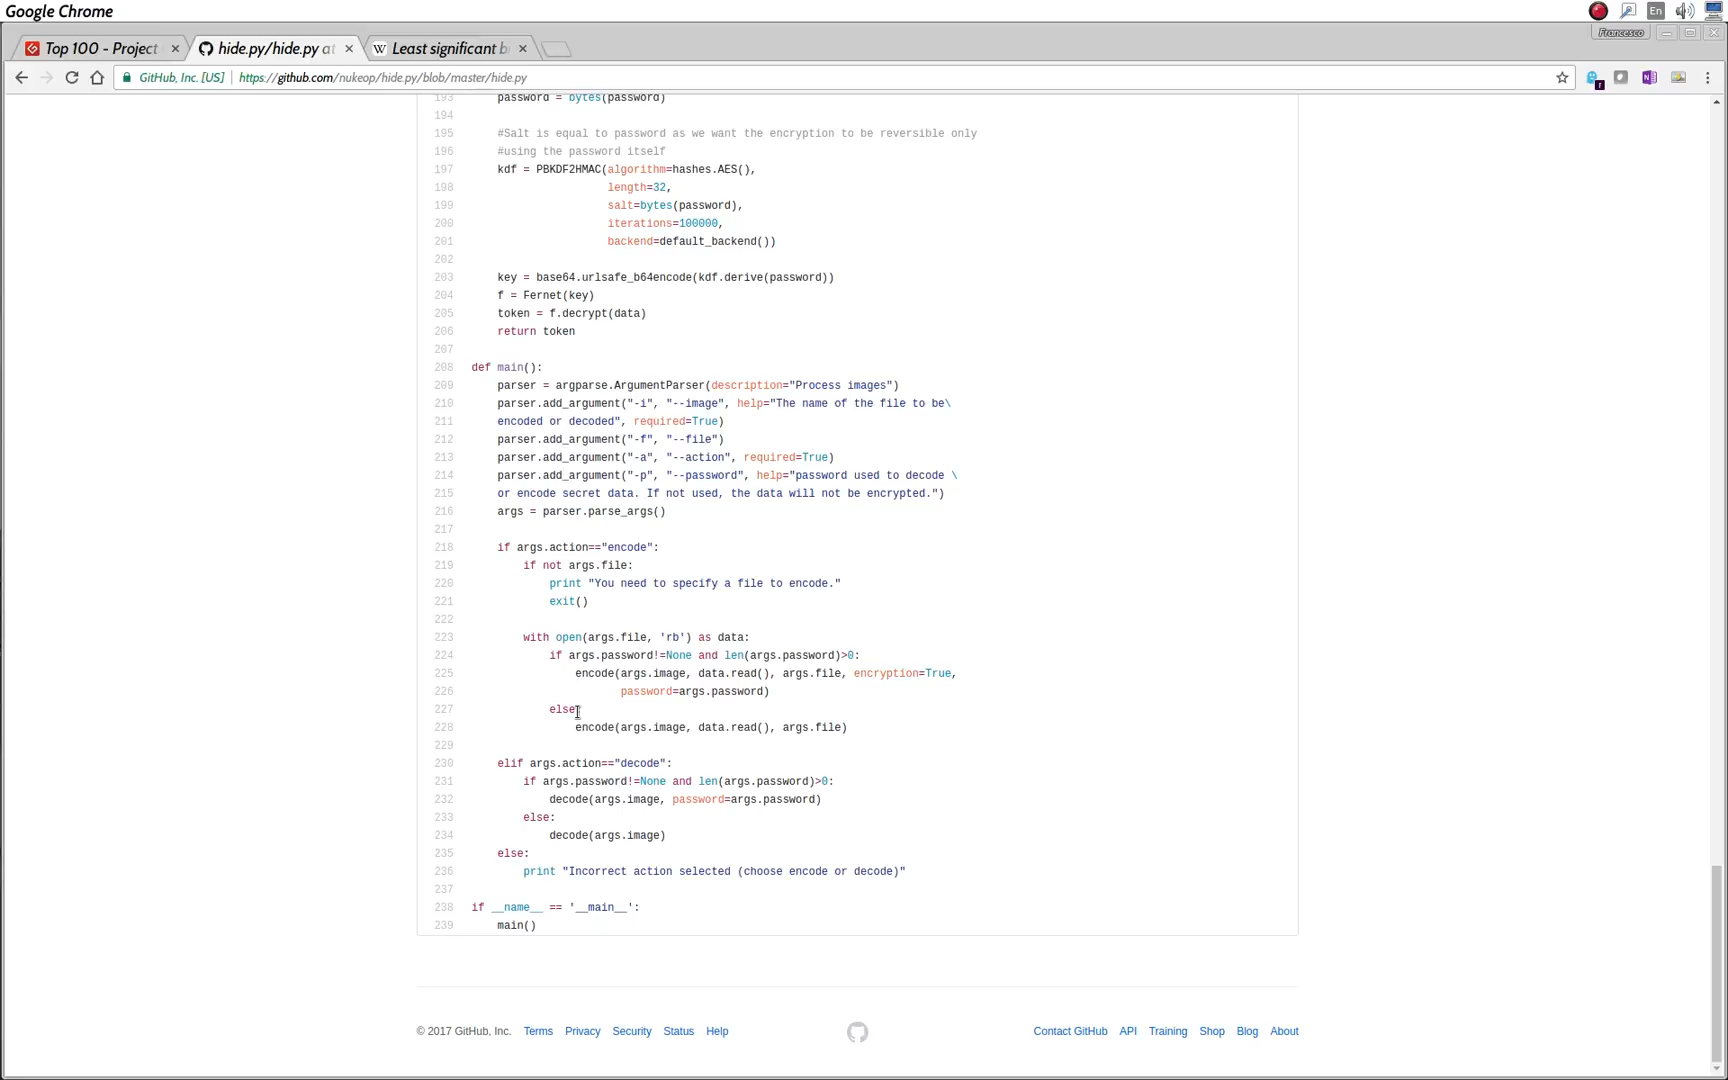 Google Chrome
En
Top 100 - Project
hide.py/hide.py at
W Least significant b
Francesco
GitHub, Inc. [US] | https://github.com/nukeop/hide.py/blob/master/hide.py
193 password = bytes(password)
194
195 #Salt is equal to password as we want the encryption to be reversible only
196 #using the password itself
197 kdf = PBKDF2HMAC(algorithm=hashes.AES(),
198 length=32,
199 salt=bytes(password),
200 iterations=100000,
201 backend=default_backend())
202
203 key = base64.urlsafe_b64encode(kdf.derive(password))
204 f = Fernet(key)
205 token = f.decrypt(data)
206 return token
207
208 def main():
209 parser = argparse.ArgumentParser(description="Process images")
210 parser.add_argument("-i", "--image", help="The name of the file to be\
211 encoded or decoded", required=True)
212 parser.add_argument("-f", "--file")
213 parser.add_argument("-a", "--action", required=True)
214 parser.add_argument("-p", "--password", help="password used to decode \
215 or encode secret data. If not used, the data will not be encrypted.")
216 args = parser.parse_args()
217
218 if args.action=="encode":
219 if not args.file:
220 print "You need to specify a file to encode."
221 exit()
222
223 with open(args.file, 'rb') as data:
224 if args.password!=None and len(args.password)>0:
225 encode(args.image, data.read(), args.file, encryption=True,
226 password=args.password)
227 else:
228 encode(args.image, data.read(), args.file)
229
230 elif args.action=="decode":
231 if args.password!=None and len(args.password)>0:
232 decode(args.image, password=args.password)
233 else:
234 decode(args.image)
235 else:
236 print "Incorrect action selected (choose encode or decode)"
237
238 if __name__ == '__main__':
239 main()
© 2017 GitHub, Inc. Terms Privacy Security Status Help
Contact GitHub API Training Shop Blog About